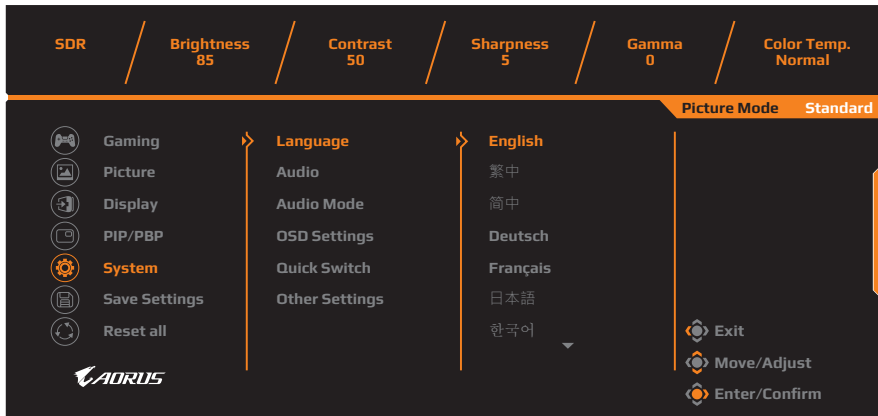 SDR
Brightness
85
Contrast
50
Sharpness
5
Gamma
0
Color Temp.
Normal
Picture Mode Standard
Gaming
Picture
Display
PIP/PBP
System
Save Settings
Reset all
Language
Audio
Audio Mode
OSD Settings
Quick Switch
Other Settings
English
繁中
简中
Deutsch
Français
日本語
한국어
Exit
Move/Adjust
Enter/Confirm
AORUS